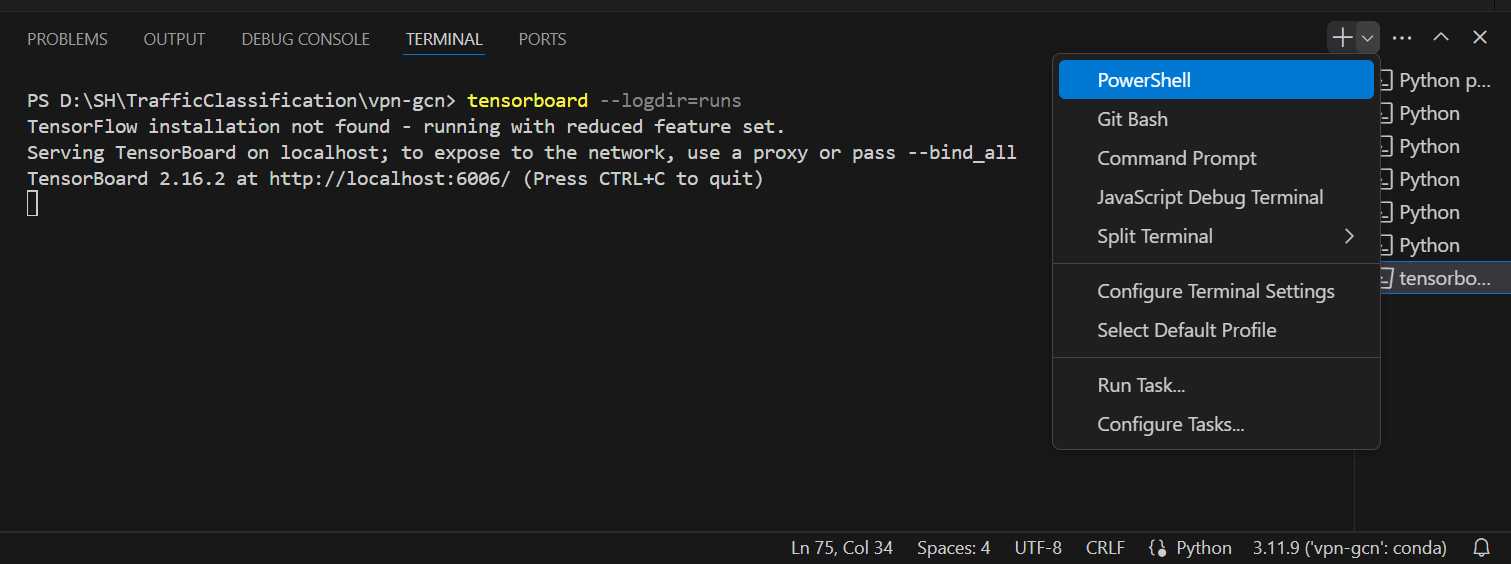 PROBLEMS OUTPUT DEBUG CONSOLE TERMINAL PORTS
PS D:\SH\TrafficClassification\vpn-gcn> tensorboard --logdir=runs
TensorFlow installation not found - running with reduced feature set.
Serving TensorBoard on localhost; to expose to the network, use a proxy or pass --bind_all
TensorBoard 2.16.2 at http://localhost:6006/ (Press CTRL+C to quit)
PowerShell
Git Bash
Command Prompt
JavaScript Debug Terminal
Split Terminal
Configure Terminal Settings
Select Default Profile
Run Task...
Configure Tasks...
Python p...
Python
Python
Python
Python
Python
tensorbo...
Ln 75, Col 34 Spaces: 4 UTF-8 CRLF Python 3.11.9 ('vpn-gcn': conda)